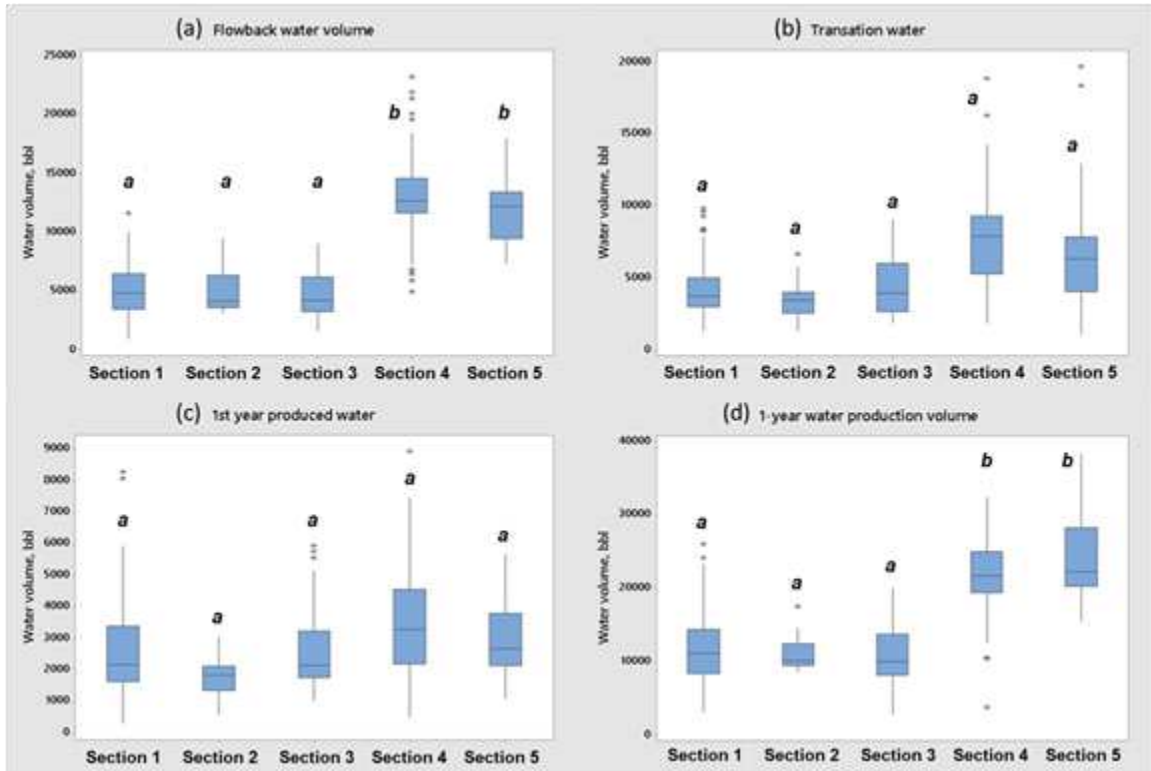 (a) Flowback water volume
25000
20000
15000
10000
5000
0
Water volume, bbl
a
a
a
b
b
Section 1 Section 2 Section 3 Section 4 Section 5
(b) Transation water
20000
15000
10000
5000
0
Water volume, bbl
a
a
a
a
a
Section 1 Section 2 Section 3 Section 4 Section 5
(c) 1st year produced water
9000
8000
7000
6000
5000
4000
3000
2000
1000
0
Water volume, bbl
a
a
a
a
a
Section 1 Section 2 Section 3 Section 4 Section 5
(d) 1-year water production volume
40000
30000
20000
10000
0
Water volume, bbl
a
a
a
b
b
Section 1 Section 2 Section 3 Section 4 Section 5